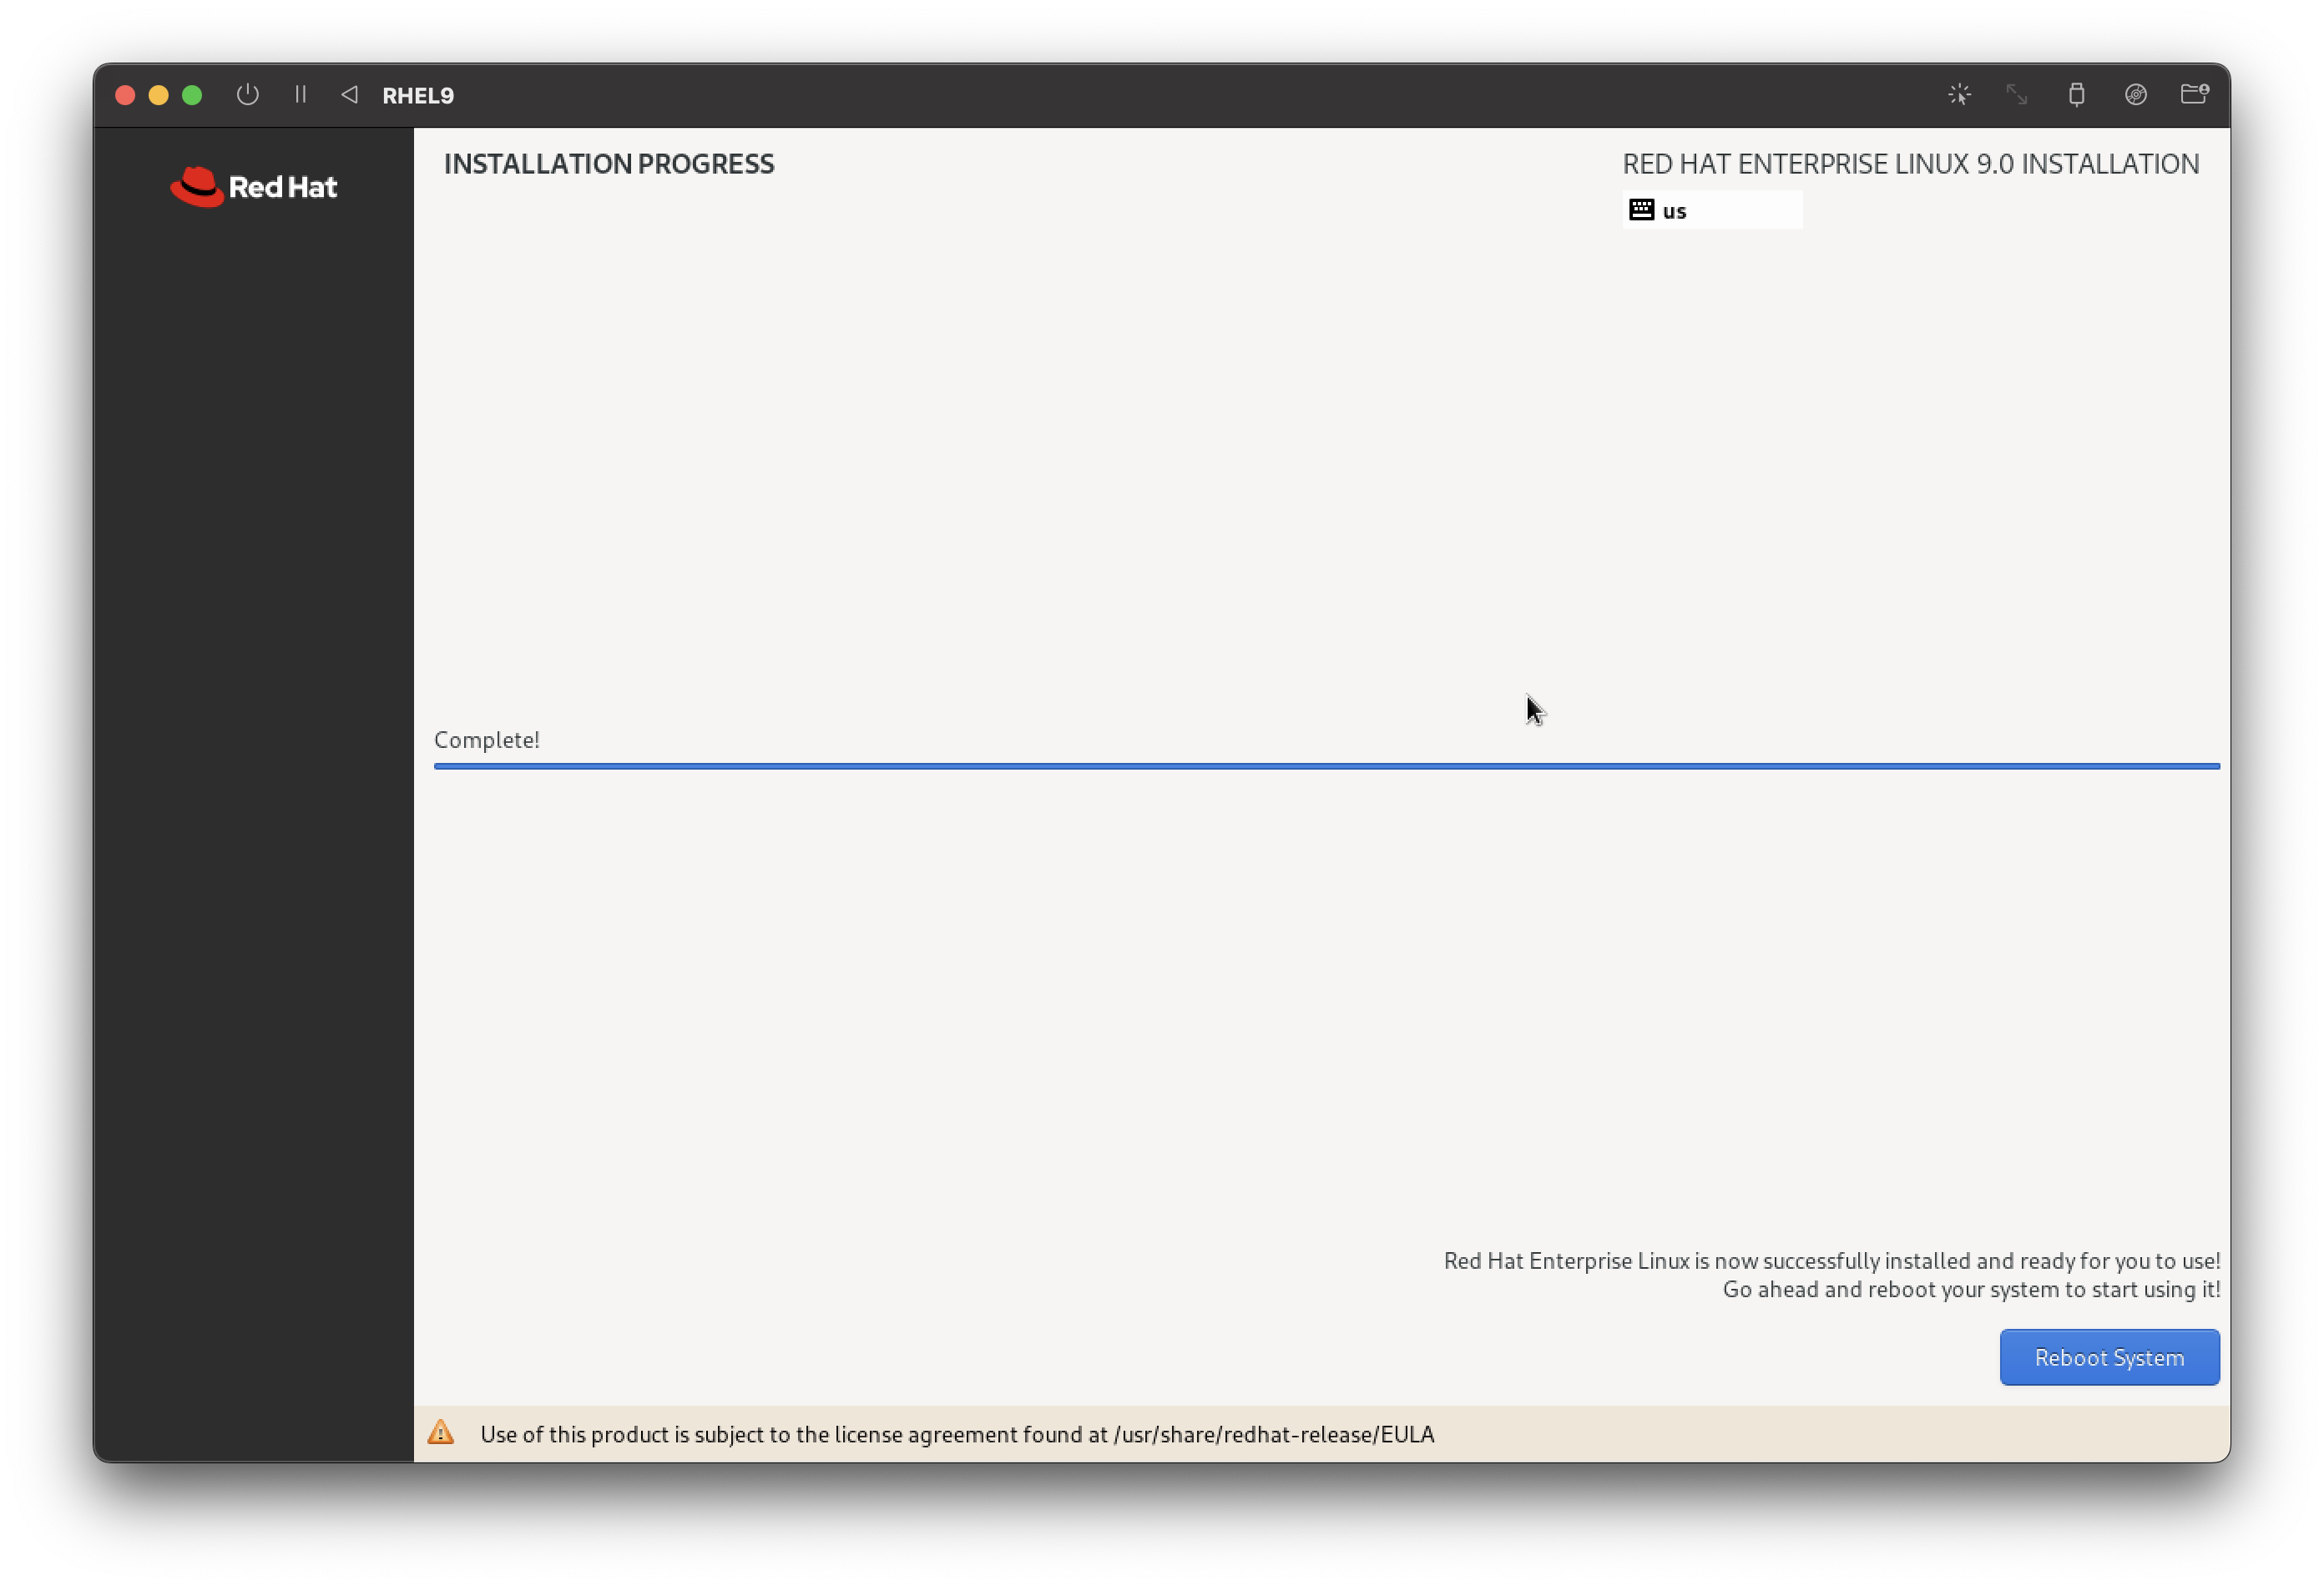 RHEL9
Red Hat
INSTALLATION PROGRESS
RED HAT ENTERPRISE LINUX 9.0 INSTALLATION
us
Complete!
Red Hat Enterprise Linux is now successfully installed and ready for you to use!
Go ahead and reboot your system to start using it!
Reboot System
Use of this product is subject to the license agreement found at /usr/share/redhat-release/EULA